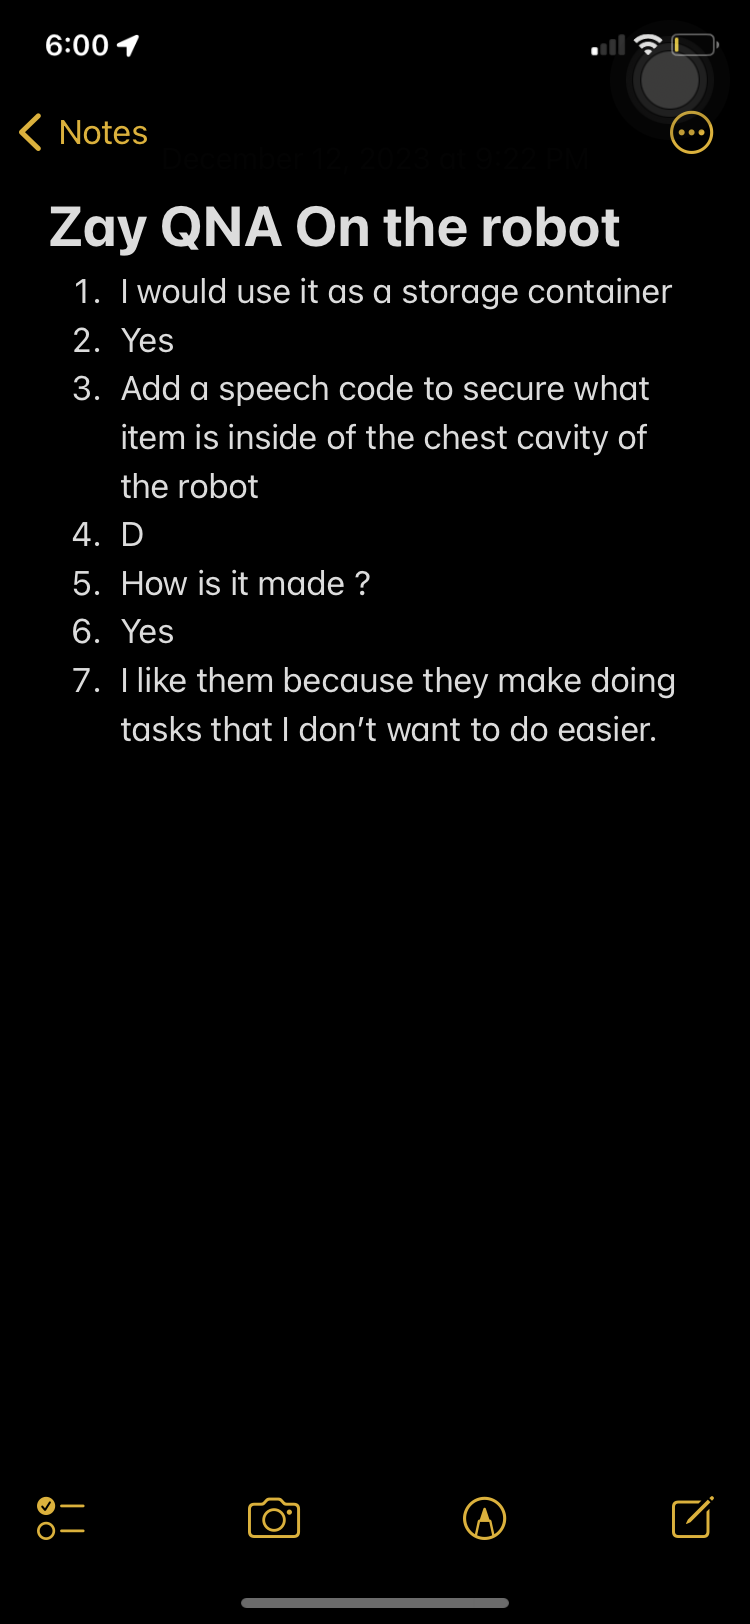 6:00
Notes
December 12, 2023 at 9:22 PM
Zay QNA On the robot
1. I would use it as a storage container
2. Yes
3. Add a speech code to secure what
item is inside of the chest cavity of
the robot
4. D
5. How is it made ?
6. Yes
7. I like them because they make doing
tasks that I don’t want to do easier.